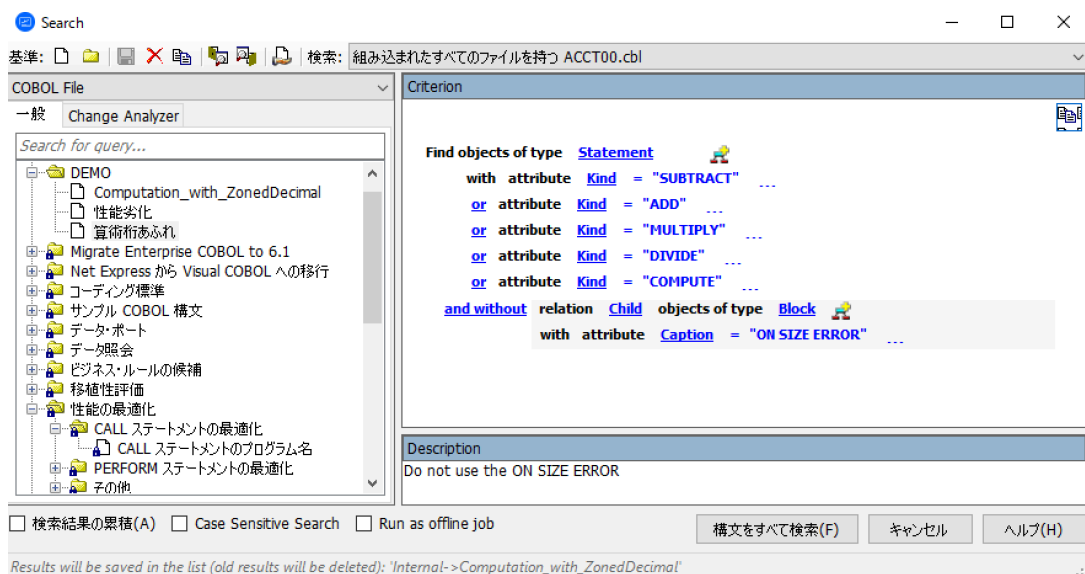 Search
基準: 検索: 組み込まれたすべてのファイルを持つ ACCT00.cbl
COBOL File
一般 Change Analyzer
Search for query...
DEMO
Computation_with_ZonedDecimal
性能劣化
算術桁あふれ
Migrate Enterprise COBOL to 6.1
Net Express から Visual COBOL への移行
コーディング標準
サンプル COBOL 構文
データ・ポート
データ照会
ビジネス・ルールの候補
移植性評価
性能の最適化
CALL ステートメントの最適化
CALL ステートメントのプログラム名
PERFORM ステートメントの最適化
その他
Criterion
Find objects of type Statement
with attribute Kind = "SUBTRACT" ...
or attribute Kind = "ADD" ...
or attribute Kind = "MULTIPLY" ...
or attribute Kind = "DIVIDE" ...
or attribute Kind = "COMPUTE" ...
and without relation Child objects of type Block
with attribute Caption = "ON SIZE ERROR" ...
Description
Do not use the ON SIZE ERROR
検索結果の累積(A) Case Sensitive Search Run as offline job
構文をすべて検索(F) キャンセル ヘルプ(H)
Results will be saved in the list (old results will be deleted): 'Internal->Computation_with_ZonedDecimal'